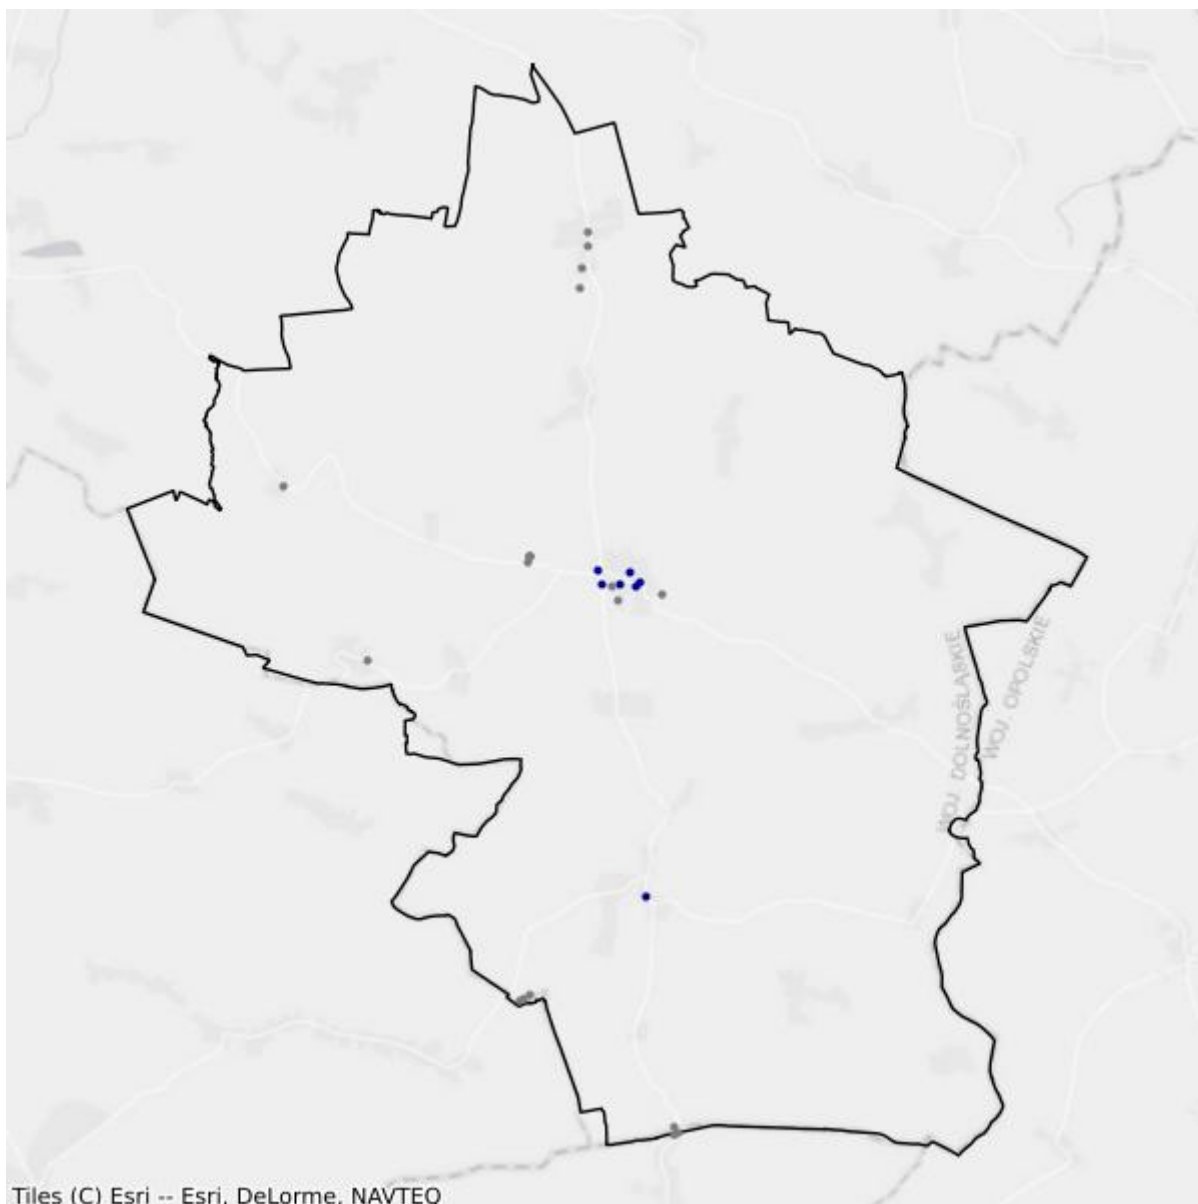 WOJ. DOLNOŚLĄSKIE
WOJ. OPOLSKIE
Tiles (C) Esri -- Esri, DeLorme, NAVTEQ